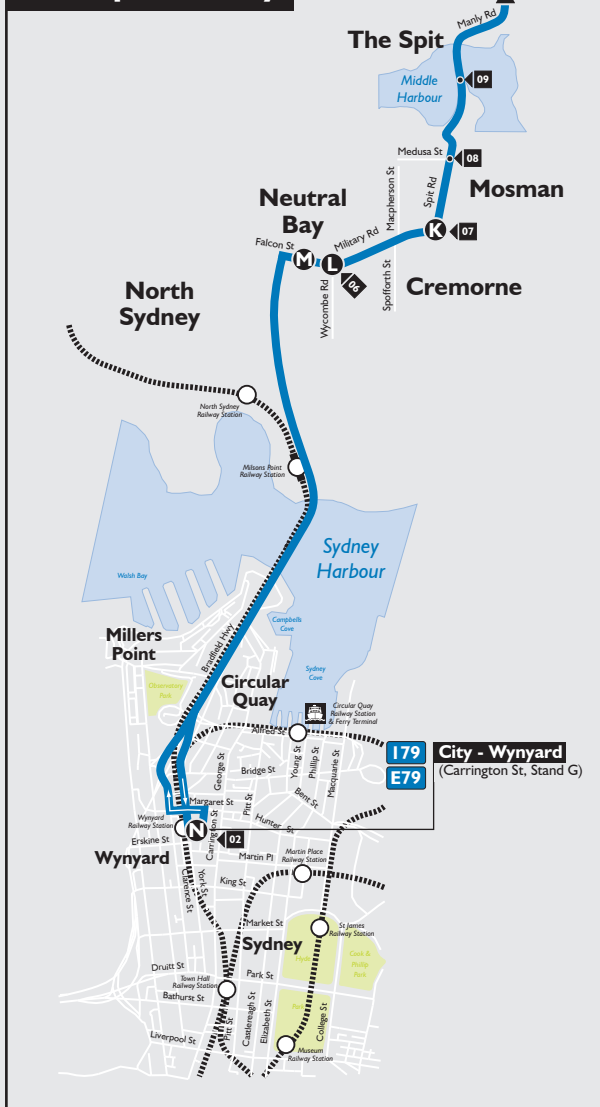 Manly Rd
The Spit
Middle
Harbour
09
Medusa St
08
Macpherson St
Spit Rd
Mosman
Neutral
Bay
K
07
Falcon St
M
L
Military Rd
06
Wycombe Rd
Spofforth St
Cremorne
North
Sydney
North Sydney
Railway Station
Milsons Point
Railway Station
Sydney
Harbour
Walsh Bay
Campbells
Cove
Millers
Point
Bradfield Hwy
Sydney
Cove
Circular
Quay
Observatory
Park
Circular Quay
Railway Station
& Ferry Terminal
Alfred St
George St
Bridge St
Young St
Phillip St
Macquarie St
179
City - Wynyard
E79
(Carrington St, Stand G)
Margaret St
Pitt St
Bent St
Wynyard
Railway Station
N
Carrington St
Hunter St
02
Erskine St
Wynyard
Martin Pl
Martin Place
Railway Station
Clarence St
York St
King St
Market St
St James
Railway Station
Sydney
Hyde
Cook &
Phillip
Park
Druitt St
Town Hall
Railway Station
Park St
Bathurst St
Park
Pitt St
Castlereagh St
Elizabeth St
College St
Liverpool St
Museum
Railway Station